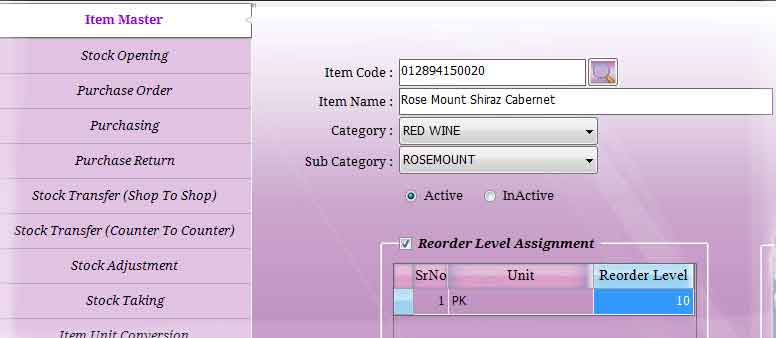 Item Master
Stock Opening
Purchase Order
Purchasing
Purchase Return
Stock Transfer (Shop To Shop)
Stock Transfer (Counter To Counter)
Stock Adjustment
Stock Taking
Item Unit Conversion
Item Code : 012894150020
Item Name : Rose Mount Shiraz Cabernet
Category : RED WINE
Sub Category : ROSEMOUNT
Active InActive
Reorder Level Assignment
SrNo Unit Reorder Level
1 PK 10